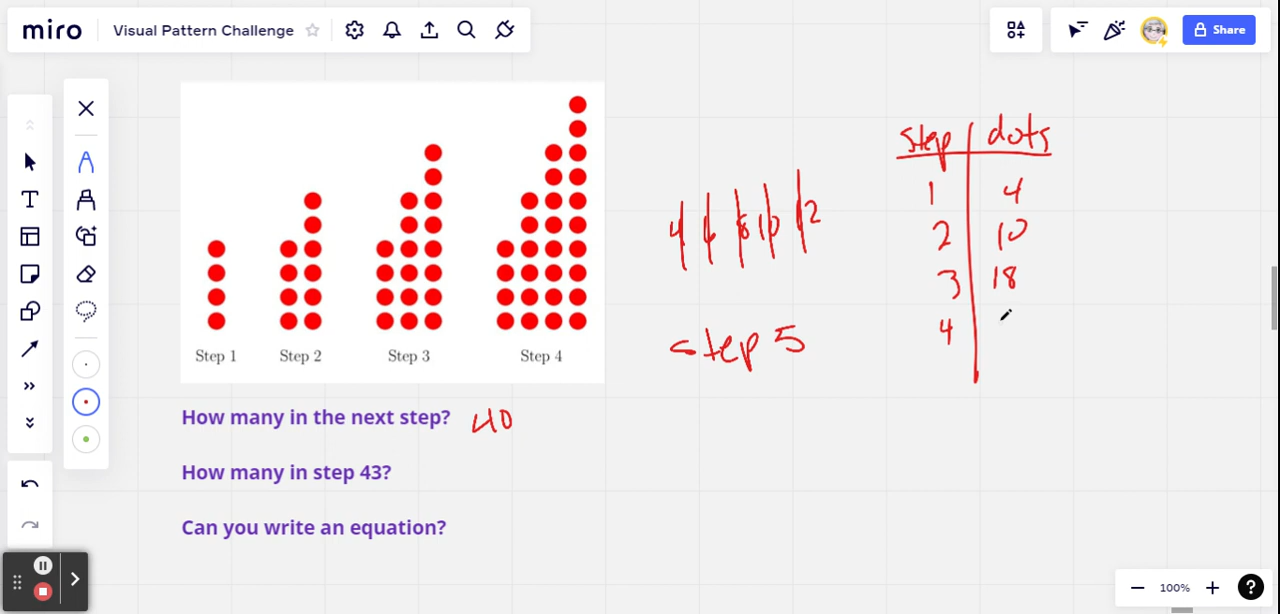 miro
Visual Pattern Challenge
Share
T
step dots
1 4
2 10
3 18
4
4 6 8 10 12
step 5
Step 1 Step 2 Step 3 Step 4
How many in the next step? 40
How many in step 43?
Can you write an equation?
100%
?